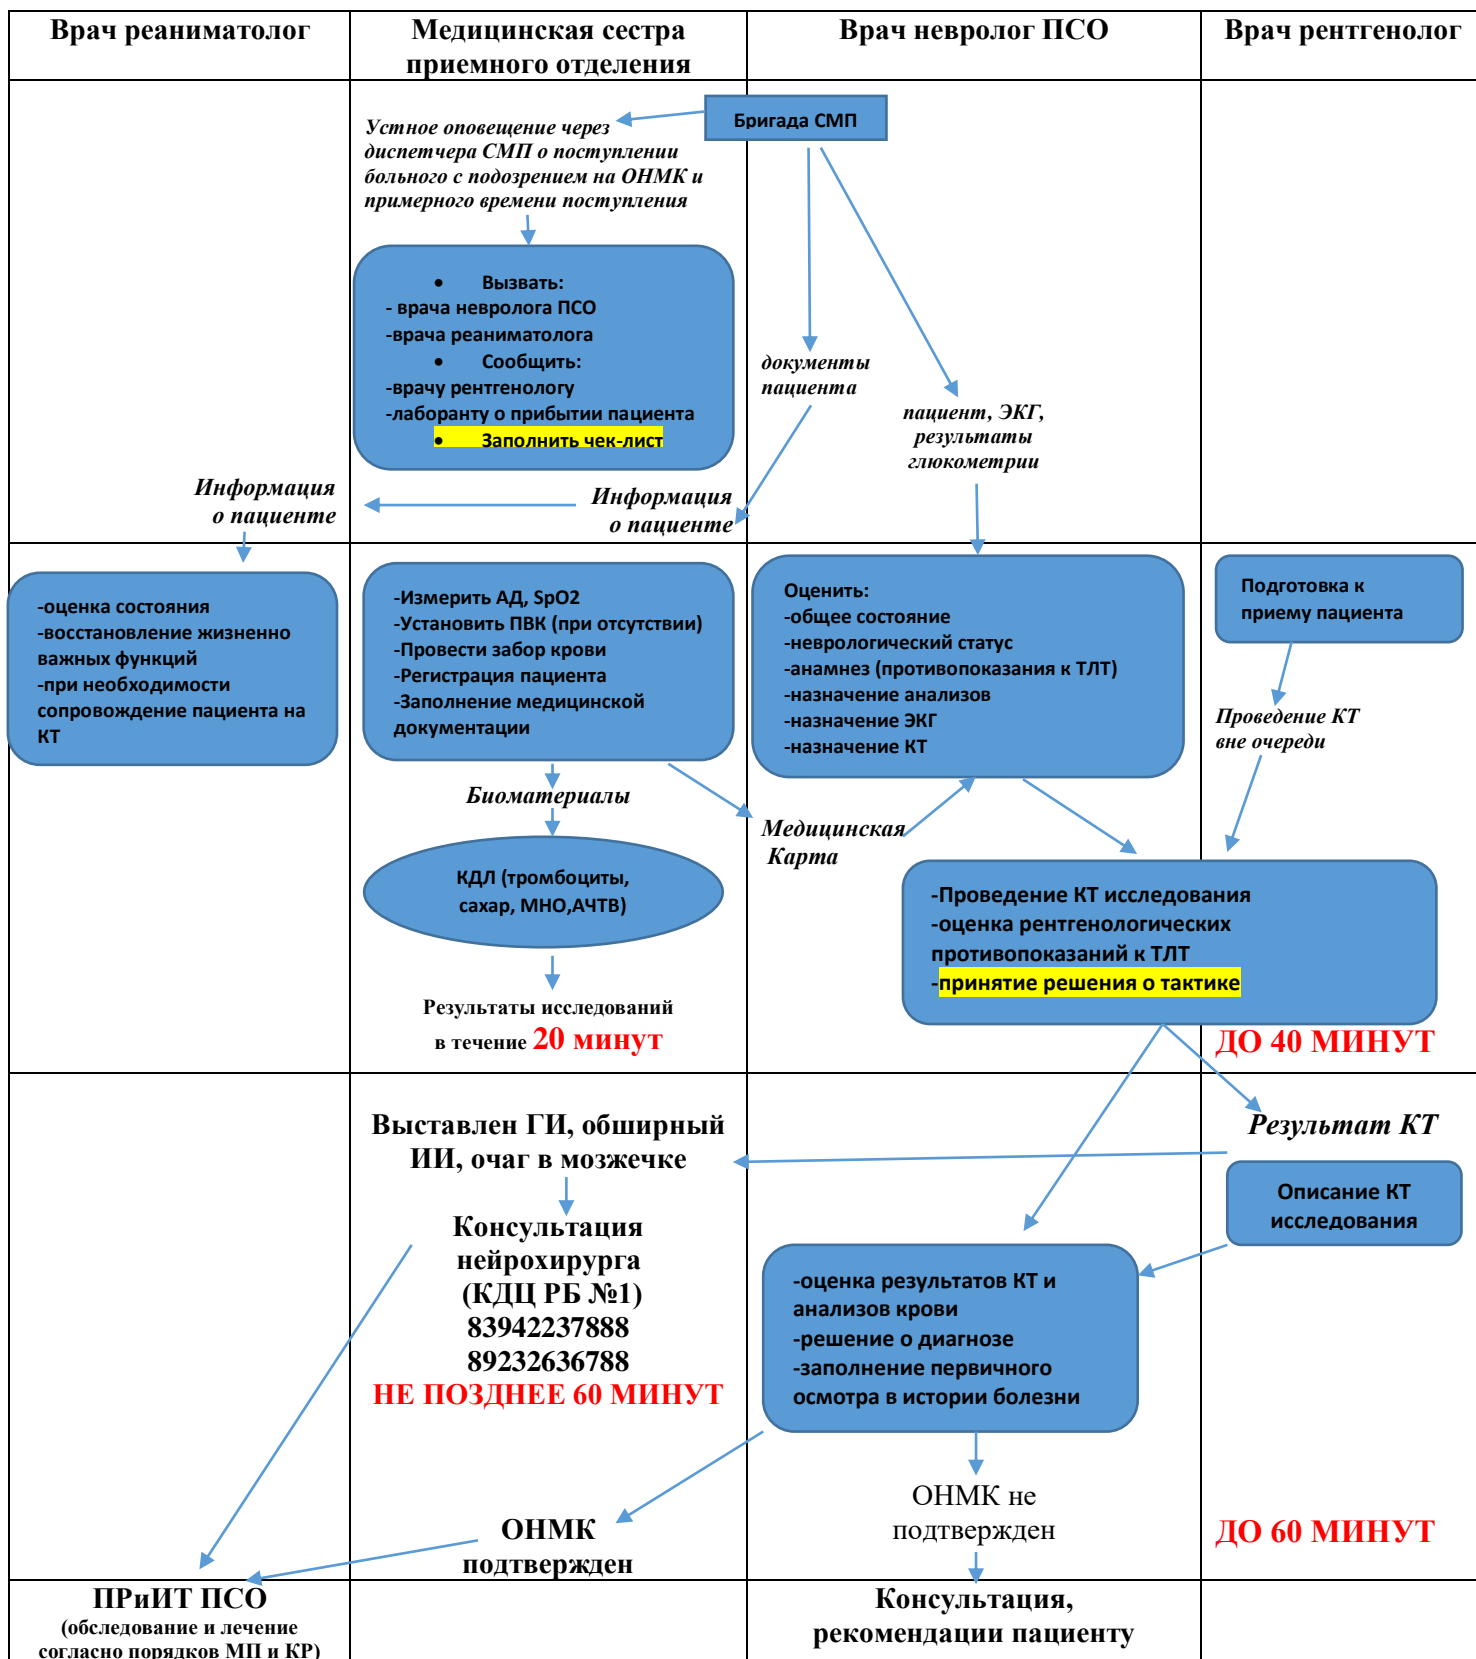 Врач реаниматолог
Медицинская сестра
приемного отделения
Врач невролог ПСО
Врач рентгенолог
Бригада СМП
Устное оповещение через
диспетчера СМП о поступлении
больного с подозрением на ОНМК и
примерного времени поступления
• Вызвать:
- врача невролога ПСО
-врача реаниматолога
• Сообщить:
-врачу рентгенологу
-лаборанту о прибытии пациента
• Заполнить чек-лист
документы
пациента
пациент, ЭКГ,
результаты
глюкометрии
Информация
о пациенте
Информация
о пациенте
-оценка состояния
-восстановление жизненно
важных функций
-при необходимости
сопровождение пациента на
КТ
-Измерить АД, SpO2
-Установить ПВК (при отсутствии)
-Провести забор крови
-Регистрация пациента
-Заполнение медицинской
документации
Оценить:
-общее состояние
-неврологический статус
-анамнез (противопоказания к ТЛТ)
-назначение анализов
-назначение ЭКГ
-назначение КТ
Подготовка к
приему пациента
Проведение КТ
вне очереди
Биоматериалы
Медицинская
Карта
КДЛ (тромбоциты,
сахар, МНО,АЧТВ)
-Проведение КТ исследования
-оценка рентгенологических
противопоказаний к ТЛТ
-принятие решения о тактике
Результаты исследований
в течение 20 минут
ДО 40 МИНУТ
Выставлен ГИ, обширный
ИИ, очаг в мозжечке
Результат КТ
Описание КТ
исследования
Консультация
нейрохирурга
(КДЦ РБ №1)
83942237888
89232636788
НЕ ПОЗДНЕЕ 60 МИНУТ
-оценка результатов КТ и
анализов крови
-решение о диагнозе
-заполнение первичного
осмотра в истории болезни
ОНМК
подтвержден
ОНМК не
подтвержден
ДО 60 МИНУТ
ПРиИТ ПСО
(обследование и лечение
согласно порядков МП и КР)
Консультация,
рекомендации пациенту